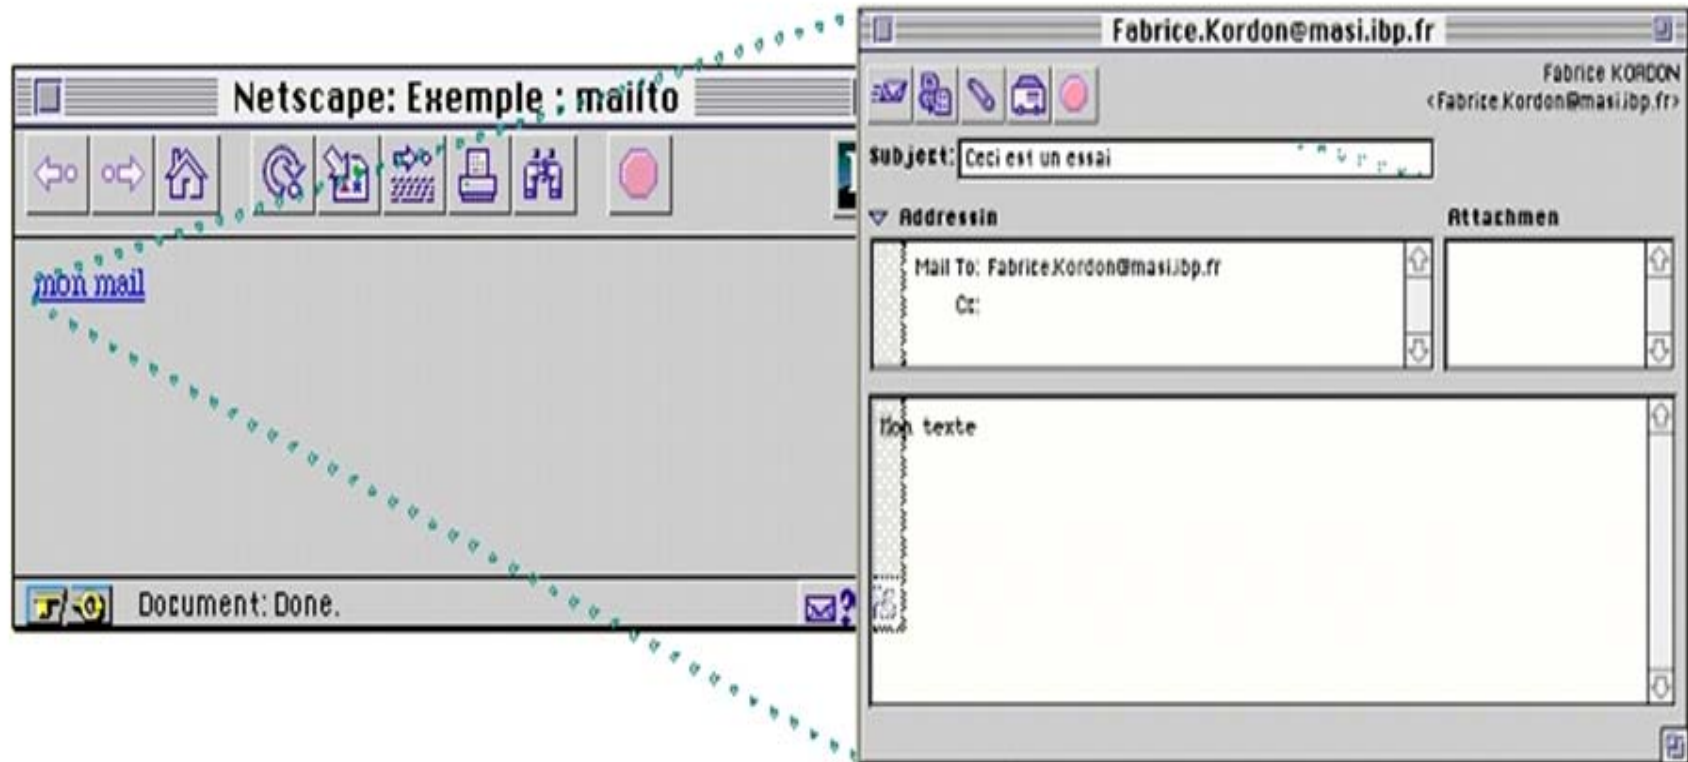 Netscape: Exemple : mailto
mon mail
Document: Done.
Fabrice.Kordon@masi.ibp.fr
Fabrice KORDON
<Fabrice.Kordon@masi.ibp.fr>
Subject: Ceci est un essai
Addressin
Attachmen
Mail To: Fabrice.Kordon@masi.ibp.fr
Cc:
Mon texte